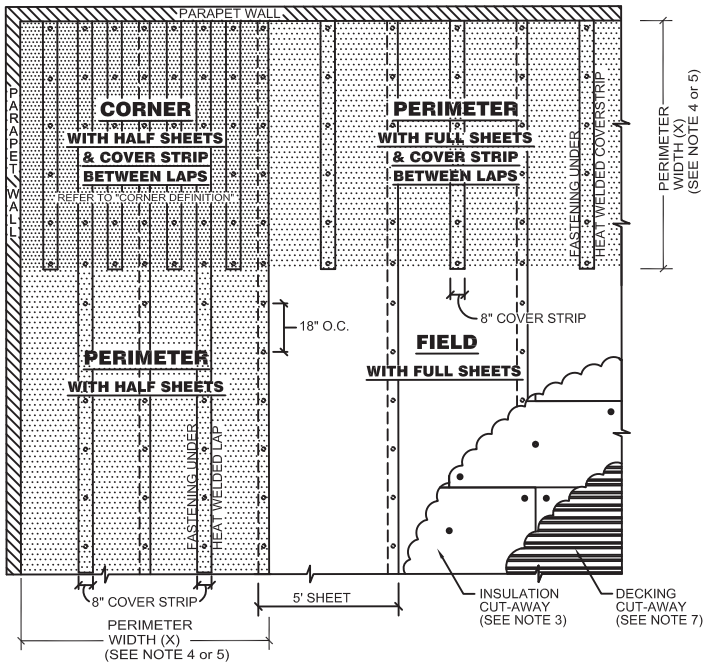 PARAPET WALL
PARAPET WALL
CORNER
WITH HALF SHEETS
& COVER STRIP
BETWEEN LAPS
REFER TO "CORNER DEFINITION"
PERIMETER
WITH FULL SHEETS
& COVER STRIP
BETWEEN LAPS
FASTENING UNDER
HEAT WELDED COVERSTRIP
PERIMETER
WIDTH (X)
(SEE NOTE 4 or 5)
8" COVER STRIP
18" O.C.
PERIMETER
WITH HALF SHEETS
FIELD
WITH FULL SHEETS
FASTENING UNDER
HEAT WELDED LAP
8" COVER STRIP
5' SHEET
INSULATION
CUT-AWAY
(SEE NOTE 3)
DECKING
CUT-AWAY
(SEE NOTE 7)
PERIMETER
WIDTH (X)
(SEE NOTE 4 or 5)